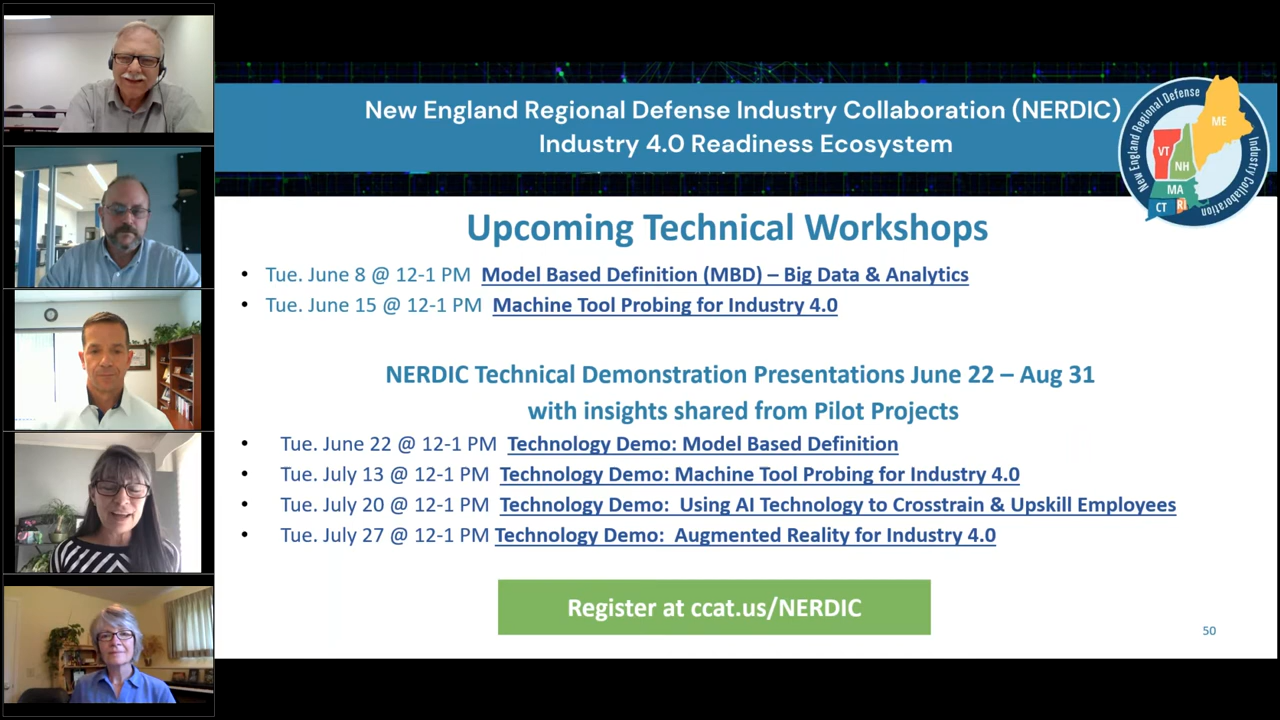 New England Regional Defense Industry Collaboration (NERDIC)
Industry 4.0 Readiness Ecosystem
New England Regional Defense Industry Collaboration
ME
VT
NH
MA
CT
RI
Upcoming Technical Workshops
• Tue. June 8 @ 12-1 PM Model Based Definition (MBD) – Big Data & Analytics
• Tue. June 15 @ 12-1 PM Machine Tool Probing for Industry 4.0
NERDIC Technical Demonstration Presentations June 22 – Aug 31
with insights shared from Pilot Projects
• Tue. June 22 @ 12-1 PM Technology Demo: Model Based Definition
• Tue. July 13 @ 12-1 PM Technology Demo: Machine Tool Probing for Industry 4.0
• Tue. July 20 @ 12-1 PM Technology Demo: Using AI Technology to Crosstrain & Upskill Employees
• Tue. July 27 @ 12-1 PM Technology Demo: Augmented Reality for Industry 4.0
Register at ccat.us/NERDIC
50